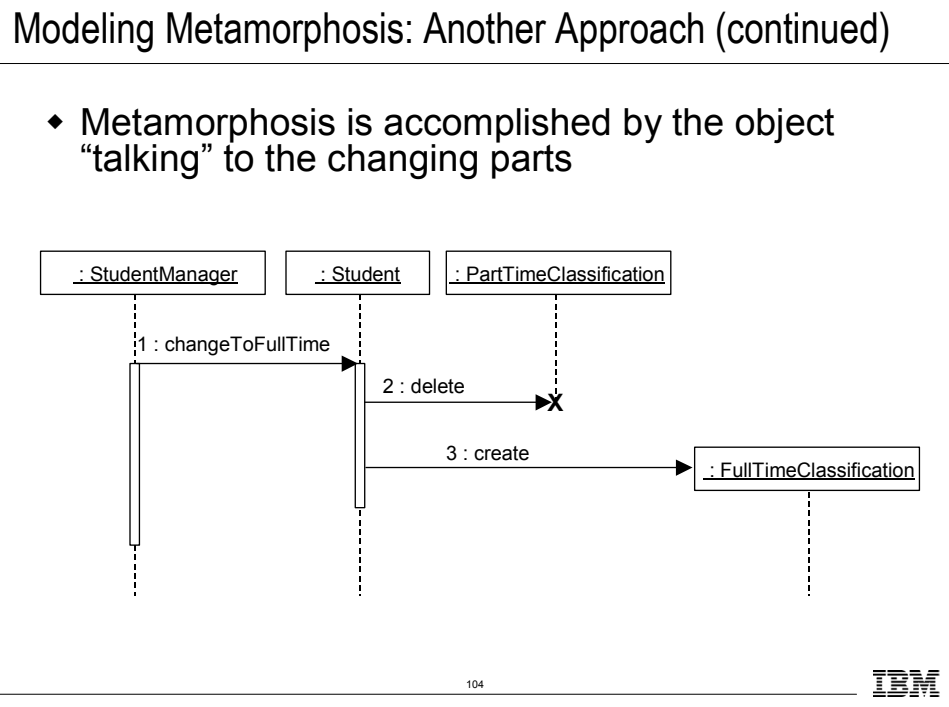 Modeling Metamorphosis: Another Approach (continued)
Metamorphosis is accomplished by the object
“talking” to the changing parts
: StudentManager
: Student
: PartTimeClassification
1 : changeToFullTime
2 : delete
X
3 : create
: FullTimeClassification
104
IBM